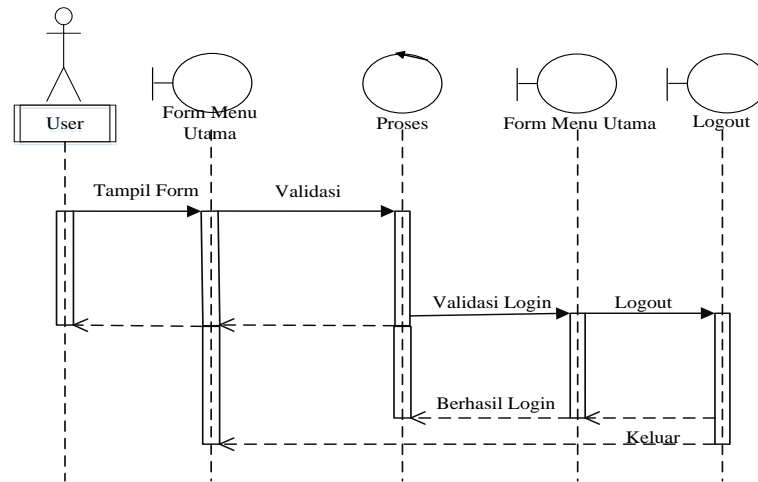 User
Form Menu
Utama
Proses
Form Menu Utama
Logout
Tampil Form
Validasi
Validasi Login
Logout
Berhasil Login
Keluar